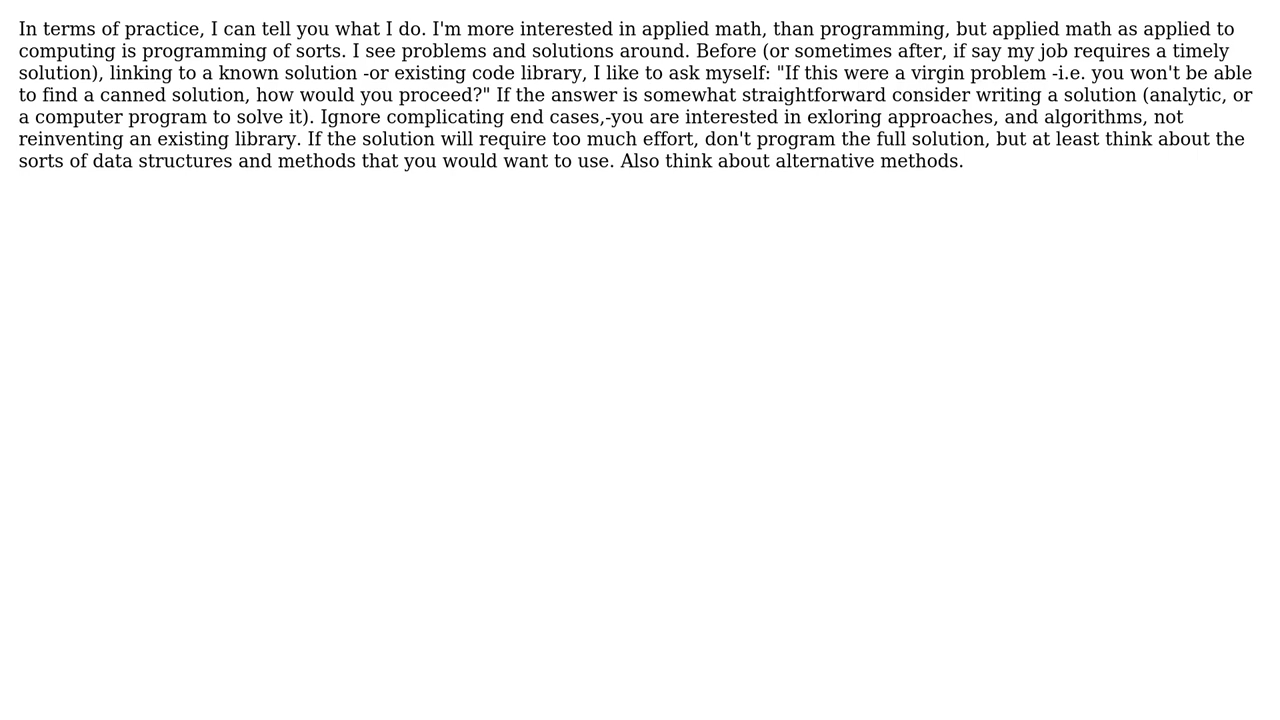 In terms of practice, I can tell you what I do. I'm more interested in applied math, than programming, but applied math as applied to
computing is programming of sorts. I see problems and solutions around. Before (or sometimes after, if say my job requires a timely
solution), linking to a known solution -or existing code library, I like to ask myself: "If this were a virgin problem -i.e. you won't be able
to find a canned solution, how would you proceed?" If the answer is somewhat straightforward consider writing a solution (analytic, or
a computer program to solve it). Ignore complicating end cases,-you are interested in exloring approaches, and algorithms, not
reinventing an existing library. If the solution will require too much effort, don't program the full solution, but at least think about the
sorts of data structures and methods that you would want to use. Also think about alternative methods.